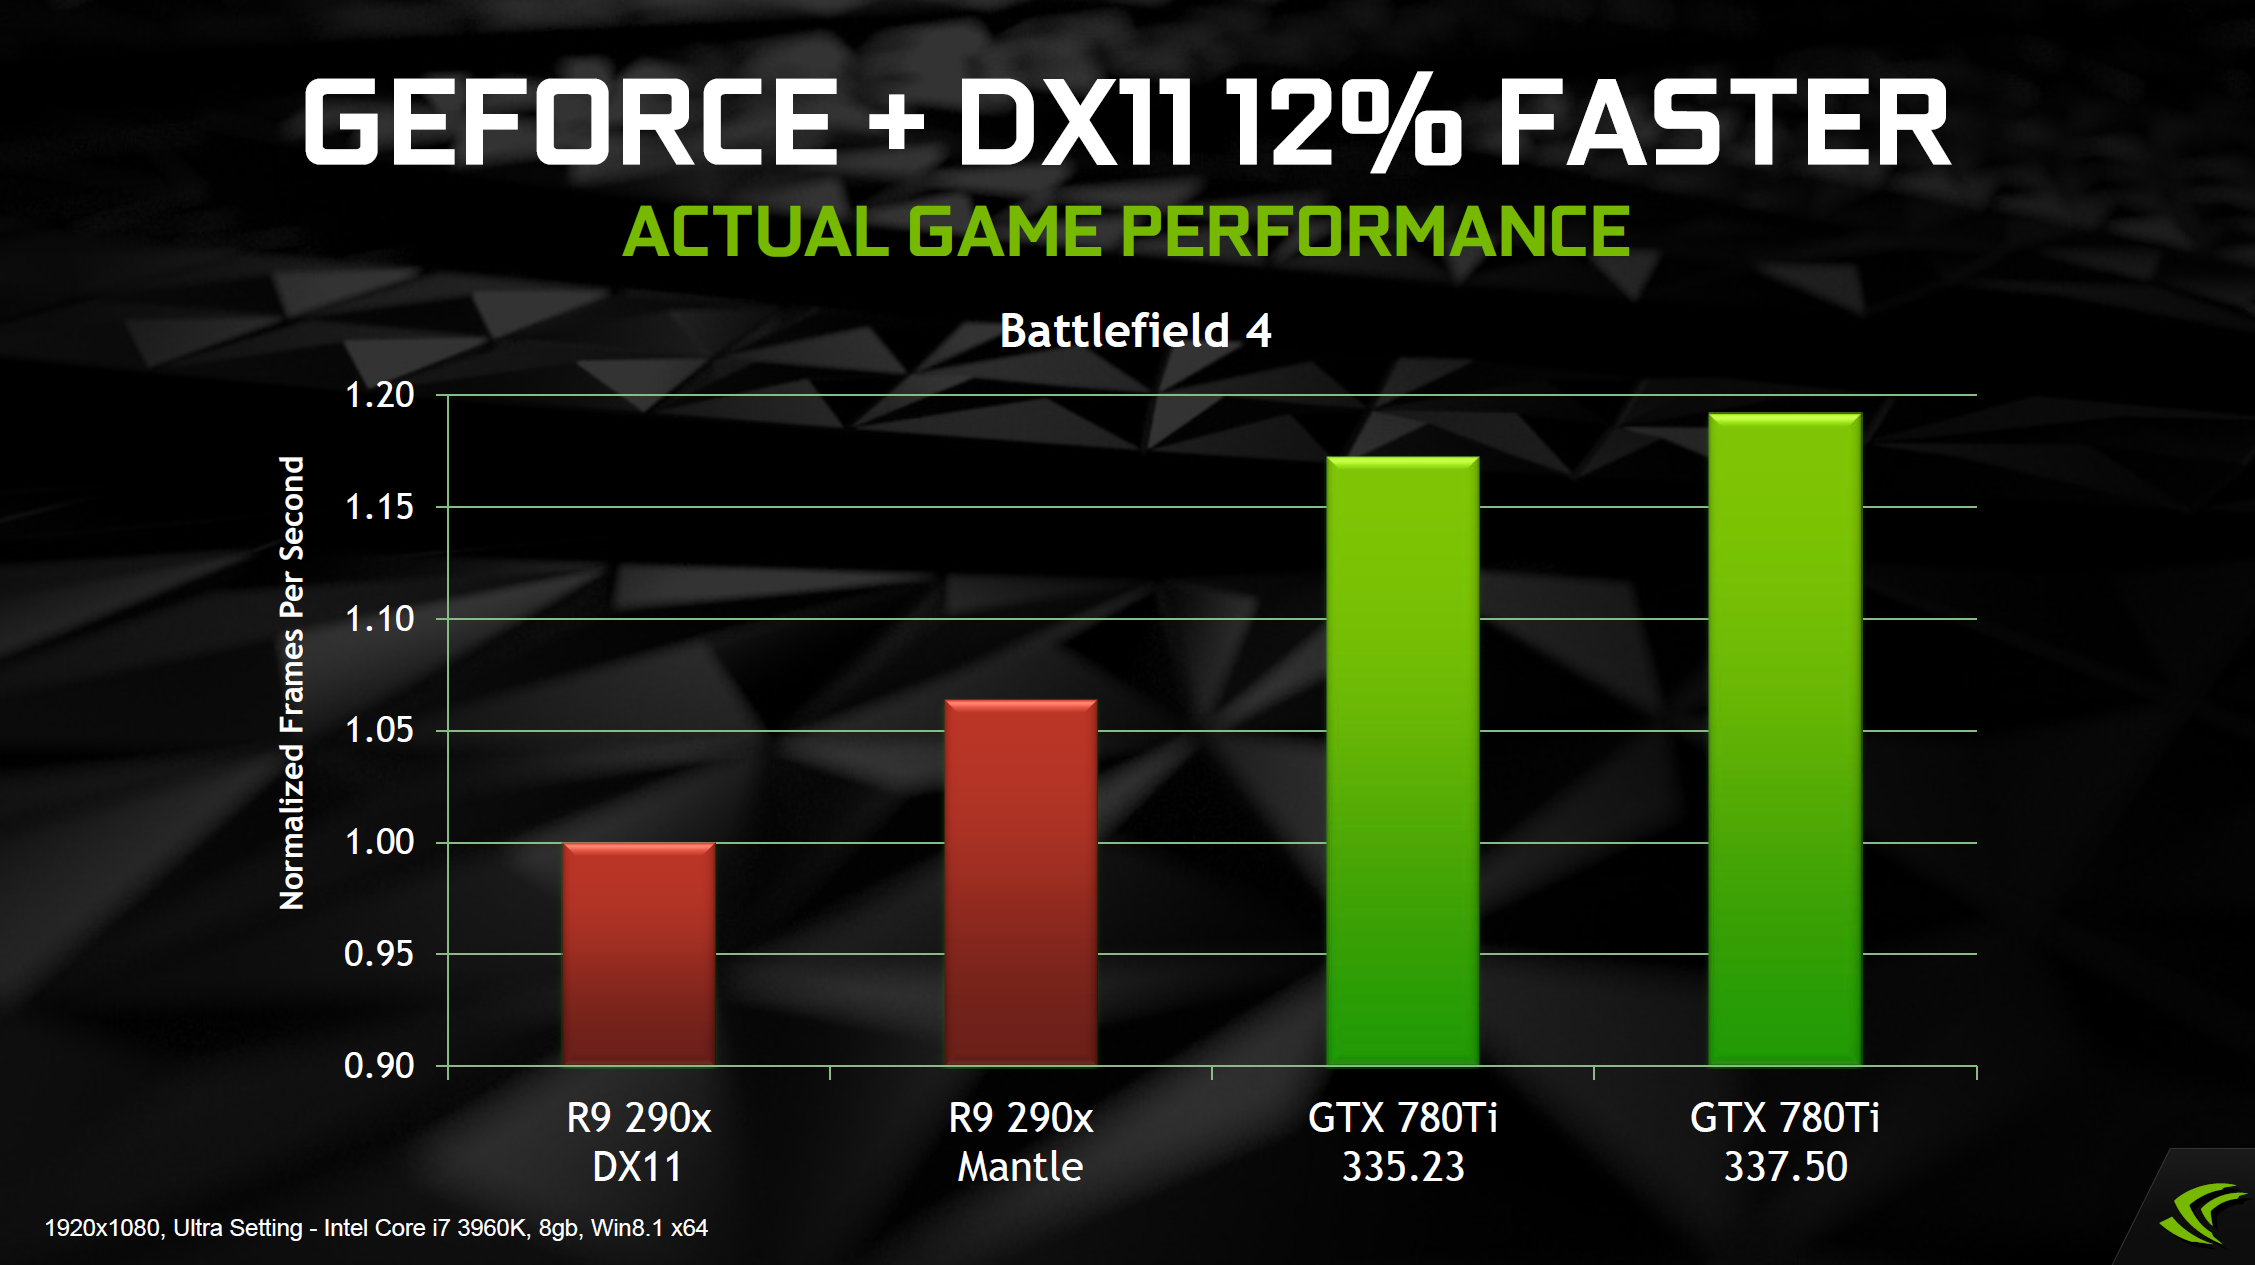 GEFORCE + DX11 12% FASTER
ACTUAL GAME PERFORMANCE
Battlefield 4
Normalized Frames Per Second
1.20
1.15
1.10
1.05
1.00
0.95
0.90
R9 290x
DX11
R9 290x
Mantle
GTX 780Ti
335.23
GTX 780Ti
337.50
1920x1080, Ultra Setting - Intel Core i7 3960K, 8gb, Win8.1 x64